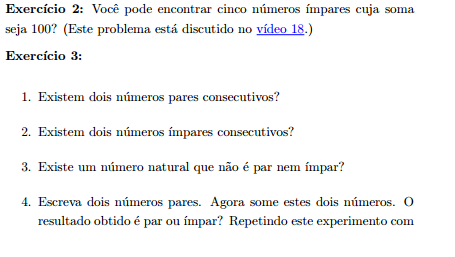 Exercício 2: Você pode encontrar cinco números ímpares cuja soma
seja 100? (Este problema está discutido no vídeo 18.)
Exercício 3:
1. Existem dois números pares consecutivos?
2. Existem dois números ímpares consecutivos?
3. Existe um número natural que não é par nem ímpar?
4. Escreva dois números pares. Agora some estes dois números. O
resultado obtido é par ou ímpar? Repetindo este experimento com